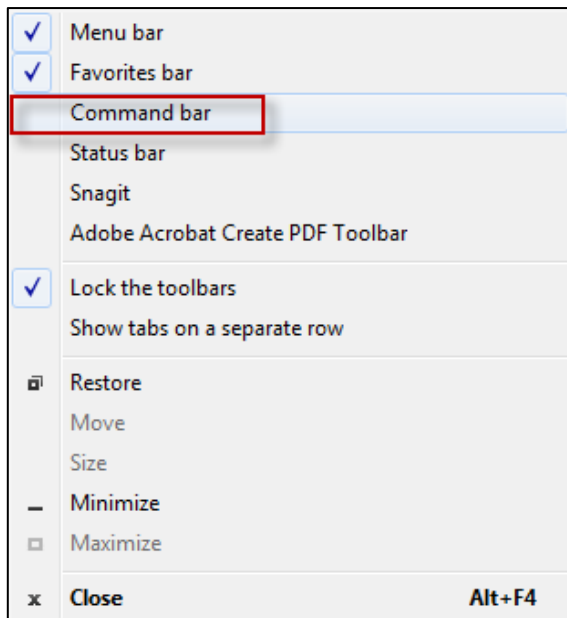 Menu bar
Favorites bar
Command bar
Status bar
Snagit
Adobe Acrobat Create PDF Toolbar
Lock the toolbars
Show tabs on a separate row
Restore
Move
Size
Minimize
Maximize
Close Alt+F4